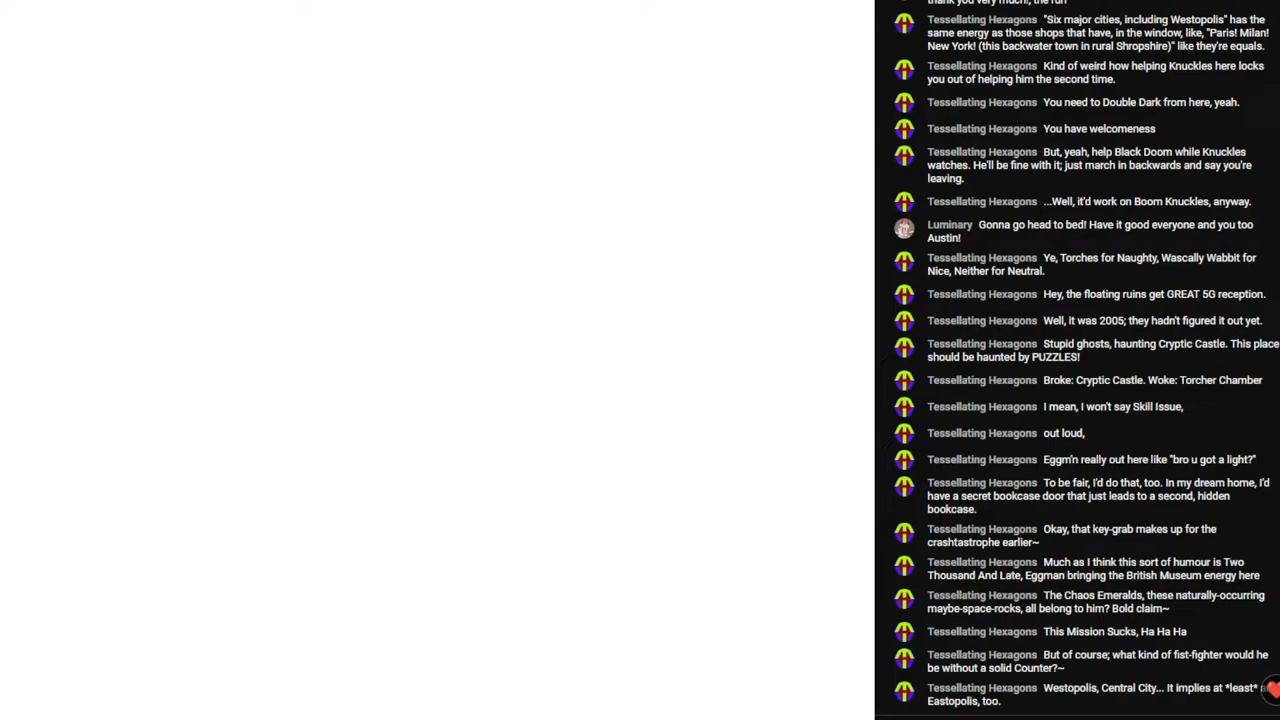 thank you very much!, the fun
Tessellating Hexagons "Six major cities, including Westopolis" has the
same energy as those shops that have, in the window, like, "Paris! Milan!
New York! (this backwater town in rural Shropshire)" like they're equals.
Tessellating Hexagons Kind of weird how helping Knuckles here locks
you out of helping him the second time.
Tessellating Hexagons You need to Double Dark from here, yeah.
Tessellating Hexagons You have welcomeness
Tessellating Hexagons But, yeah, help Black Doom while Knuckles
watches. He'll be fine with it; just march in backwards and say you're
leaving.
Tessellating Hexagons ...Well, it'd work on Boom Knuckles, anyway.
Luminary Gonna go head to bed! Have it good everyone and you too
Austin!
Tessellating Hexagons Ye, Torches for Naughty, Wascally Wabbit for
Nice, Neither for Neutral.
Tessellating Hexagons Hey, the floating ruins get GREAT 5G reception.
Tessellating Hexagons Well, it was 2005; they hadn't figured it out yet.
Tessellating Hexagons Stupid ghosts, haunting Cryptic Castle. This place
should be haunted by PUZZLES!
Tessellating Hexagons Broke: Cryptic Castle. Woke: Torcher Chamber
Tessellating Hexagons I mean, I won't say Skill Issue,
Tessellating Hexagons out loud,
Tessellating Hexagons Eggm'n really out here like "bro u got a light?"
Tessellating Hexagons To be fair, I'd do that, too. In my dream home, I'd
have a secret bookcase door that just leads to a second, hidden
bookcase.
Tessellating Hexagons Okay, that key-grab makes up for the
crashtastrophe earlier~
Tessellating Hexagons Much as I think this sort of humour is Two
Thousand And Late, Eggman bringing the British Museum energy here
Tessellating Hexagons The Chaos Emeralds, these naturally-occurring
maybe-space-rocks, all belong to him? Bold claim~
Tessellating Hexagons This Mission Sucks, Ha Ha Ha
Tessellating Hexagons But of course; what kind of fist-fighter would he
be without a solid Counter?~
Tessellating Hexagons Westopolis, Central City... It implies at *least*
Eastopolis, too.